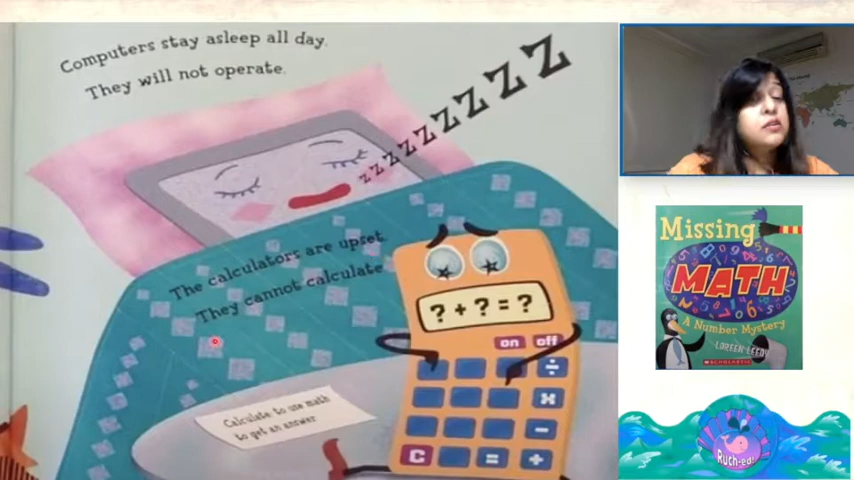 Computers stay asleep all day.
They will not operate.
zzzzzzzzzz
The calculators are upset.
They cannot calculate
? + ? = ?
on off
÷
x
−
C = +
Calculate to use math
to get an answer
Missing
MATH
A Number Mystery
LOREEN LEEDY
SCHOLASTIC
Ruch-ed!